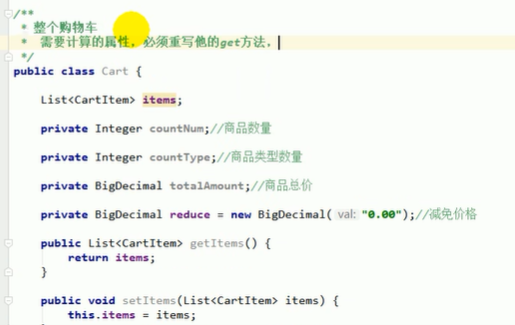 /**
 * 整个购物车
 *  需要计算的属性，必须重写他的get方法，
 */
public class Cart {
List<CartItem> items;
private Integer countNum;//商品数量
private Integer countType;//商品类型数量
private BigDecimal totalAmount;//商品总价
private BigDecimal reduce = new BigDecimal( val: "0.00");//减免价格
public List<CartItem> getItems() {
return items;
}
public void setItems(List<CartItem> items) {
this.items = items;